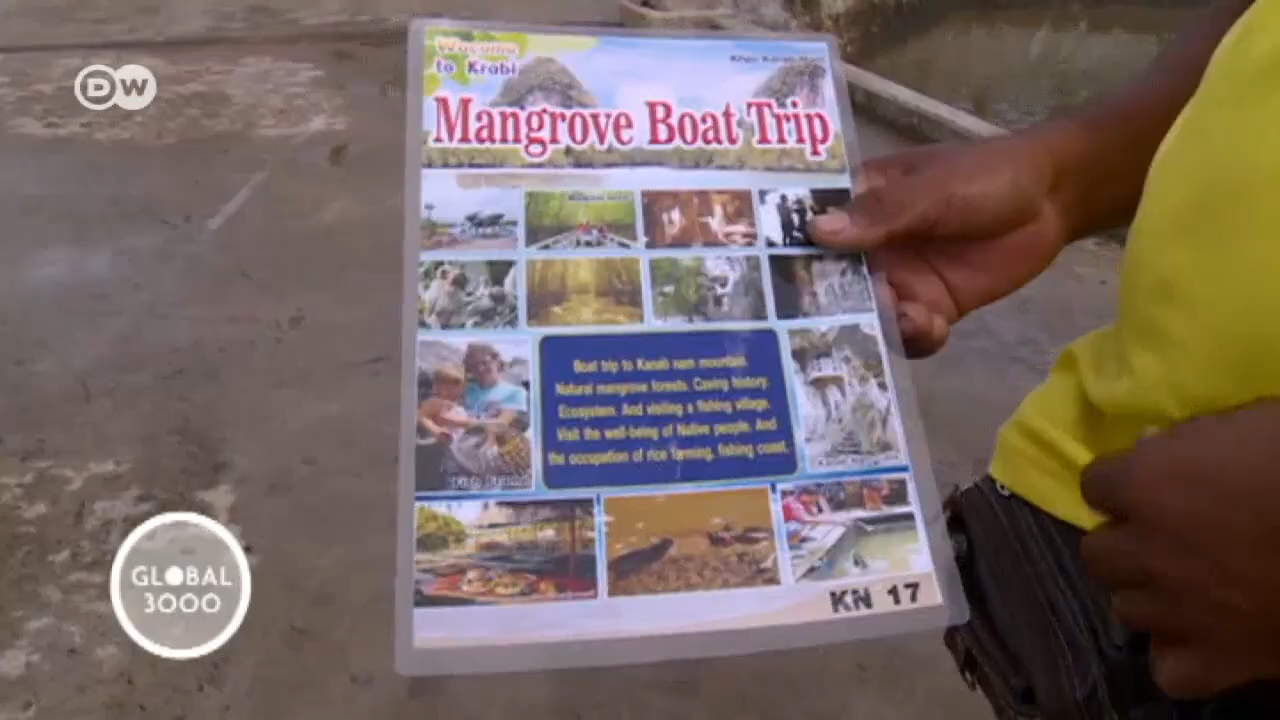 DW
Welcome
to Krabi
Mangrove Boat Trip
Boat trip to Kanab nam mountain.
Natural mangrove forests. Caving history.
Ecosystem. And visiting a fishing village.
Visit the well-being of Native people. And
the occupation of rice farming, fishing coast.
KN 17
GLOBAL
3000